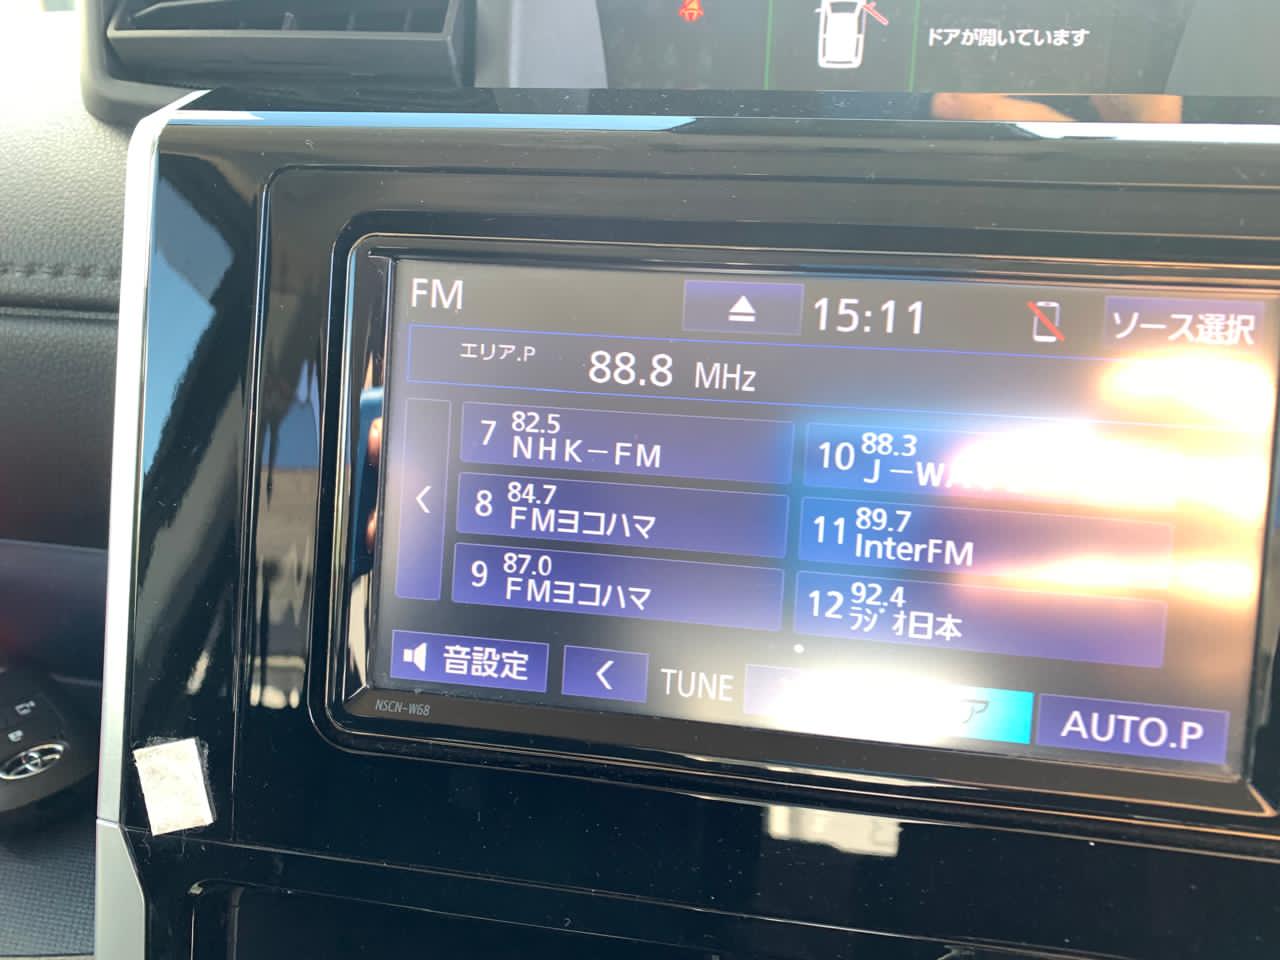 ドアが開いています
FM
15:11
ソース選択
エリア.P 88.8 MHz
7 82.5
NHK-FM
8 84.7
FMヨコハマ
9 87.0
FMヨコハマ
10 88.3
11 89.7
InterFM
12 92.4
ラジオ日本
音設定
TUNE
AUTO.P
NSCN-W68